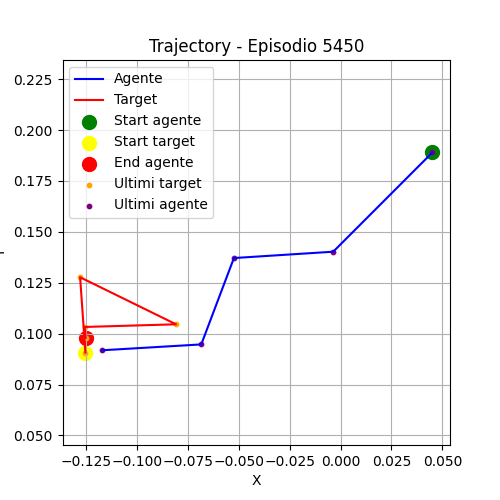 Trajectory - Episodio 5450
Agente
Target
Start agente
Start target
End agente
Ultimi target
Ultimi agente
0.225
0.200
0.175
0.150
0.125
0.100
0.075
0.050
−0.125
−0.100
−0.075
−0.050
−0.025
0.000
0.025
0.050
X